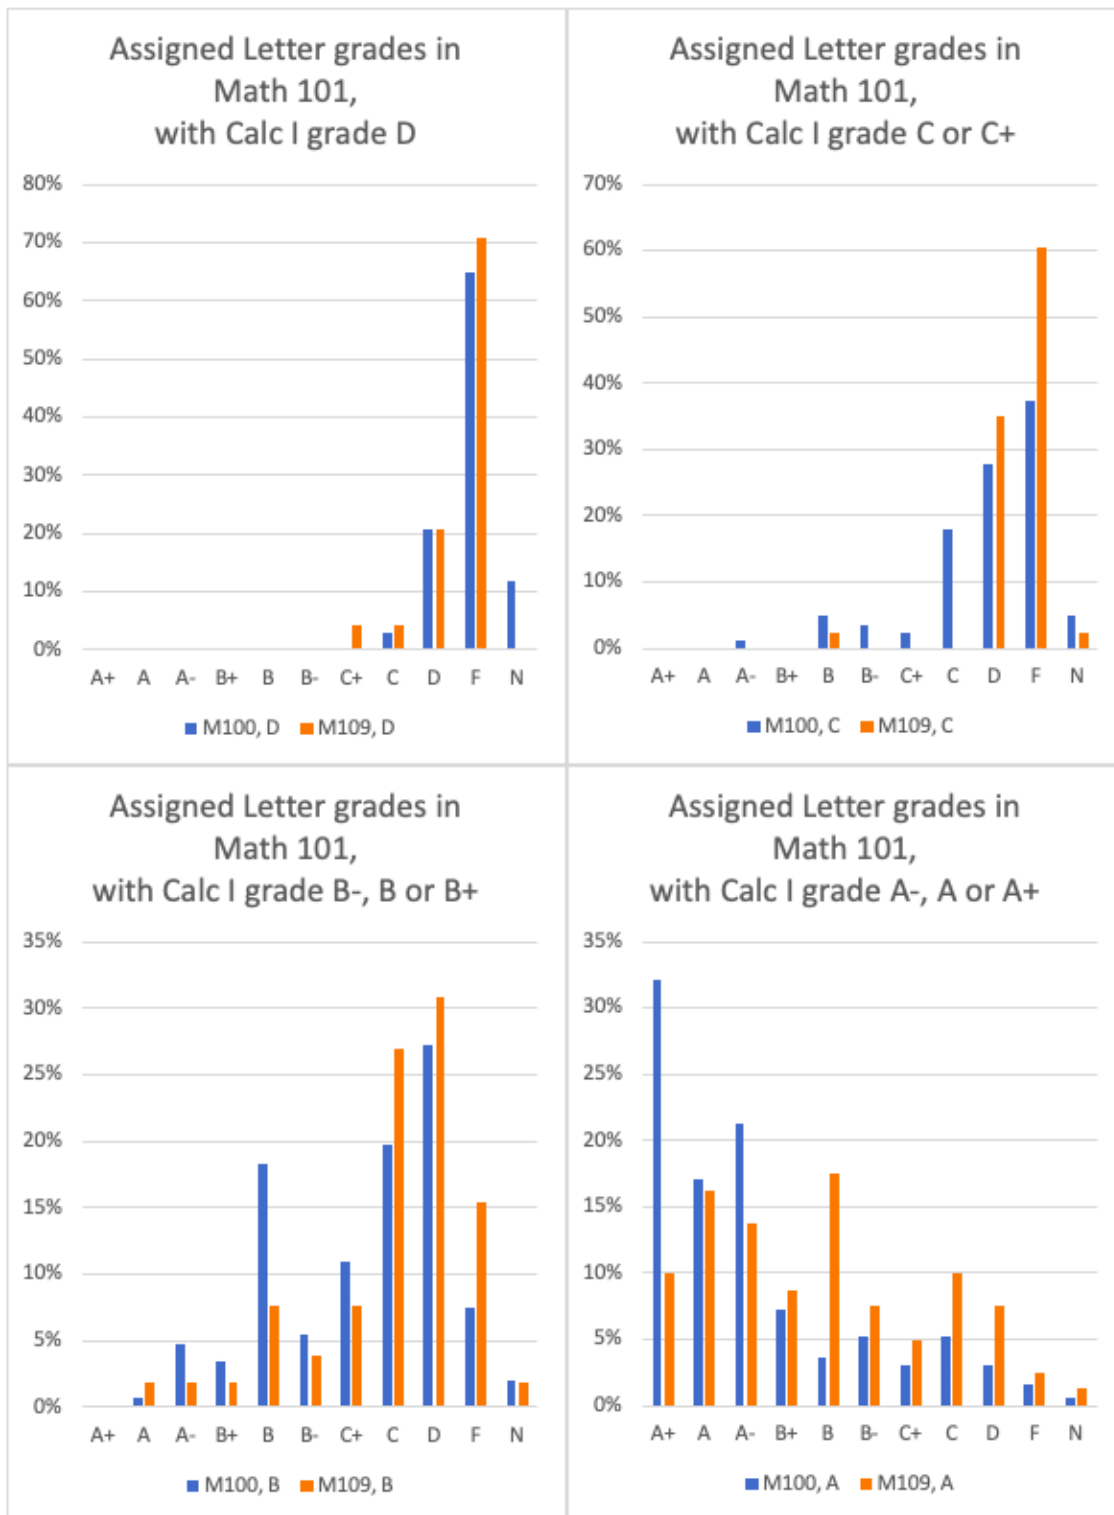 Assigned Letter grades in
Math 101,
with Calc I grade D
80%
70%
60%
50%
40%
30%
20%
10%
0%
A+ A A- B+ B B- C+ C D F N
M100, D M109, D
Assigned Letter grades in
Math 101,
with Calc I grade C or C+
70%
60%
50%
40%
30%
20%
10%
0%
A+ A A- B+ B B- C+ C D F N
M100, C M109, C
Assigned Letter grades in
Math 101,
with Calc I grade B-, B or B+
35%
30%
25%
20%
15%
10%
5%
0%
A+ A A- B+ B B- C+ C D F N
M100, B M109, B
Assigned Letter grades in
Math 101,
with Calc I grade A-, A or A+
35%
30%
25%
20%
15%
10%
5%
0%
A+ A A- B+ B B- C+ C D F N
M100, A M109, A